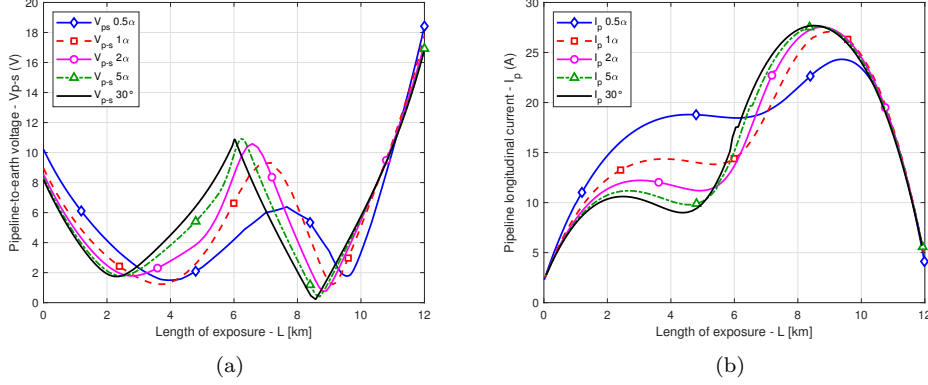 20
18
16
14
12
10
8
6
4
2
0
Pipeline-to-earth voltage - Vp-s (V)
V_ps 0.5α
V_p-s 1α
V_p-s 2α
V_p-s 5α
V_p-s 30°
0 2 4 6 8 10 12
Length of exposure - L [km]
(a)
35
30
25
20
15
10
5
0
Pipeline longitudinal current - I_p (A)
I_p 0.5α
I_p 1α
I_p 2α
I_p 5α
I_p 30°
0 2 4 6 8 10 12
Length of exposure - L [km]
(b)